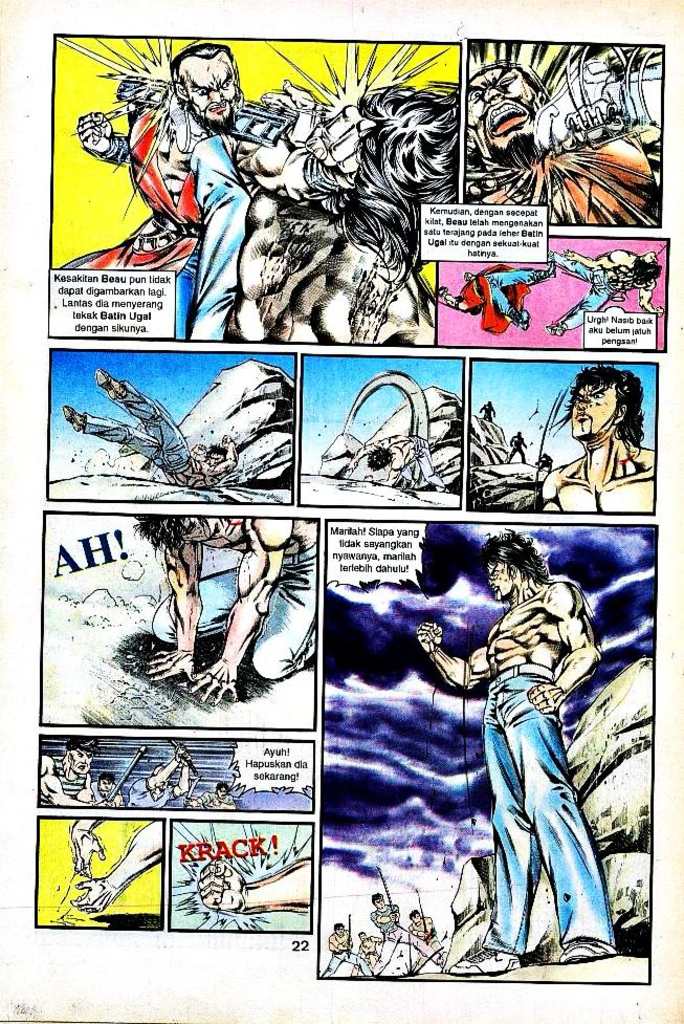 Kesakitan Beau pun tidak
dapat digambarkan lagi.
Lantas dia menyerang
tekak Batin Ugal
dengan sikunya.
Kemudian, dengan secepat
kilat, Beau telah mengenakan
satu terajang pada leher Batin
Ugal itu dengan sekuat-kuat
hatinya.
Urgh! Nasib baik
aku belum jatuh
pengsan!
AH!
Marilah! Siapa yang
tidak sayangkan
nyawanya, marilah
terlebih dahulu!
Ayuh!
Hapuskan dia
sekarang!
KRACK!
22